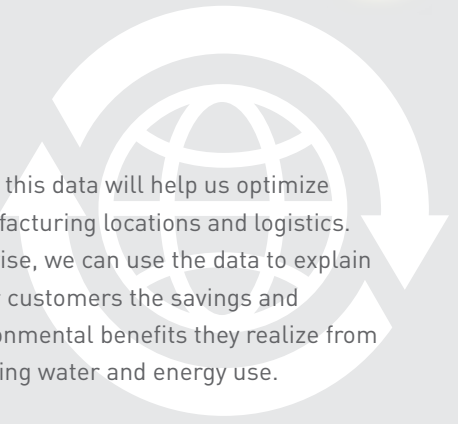 this data will help us optimize
facturing locations and logistics.
ise, we can use the data to explain
customers the savings and
onmental benefits they realize from
ing water and energy use.